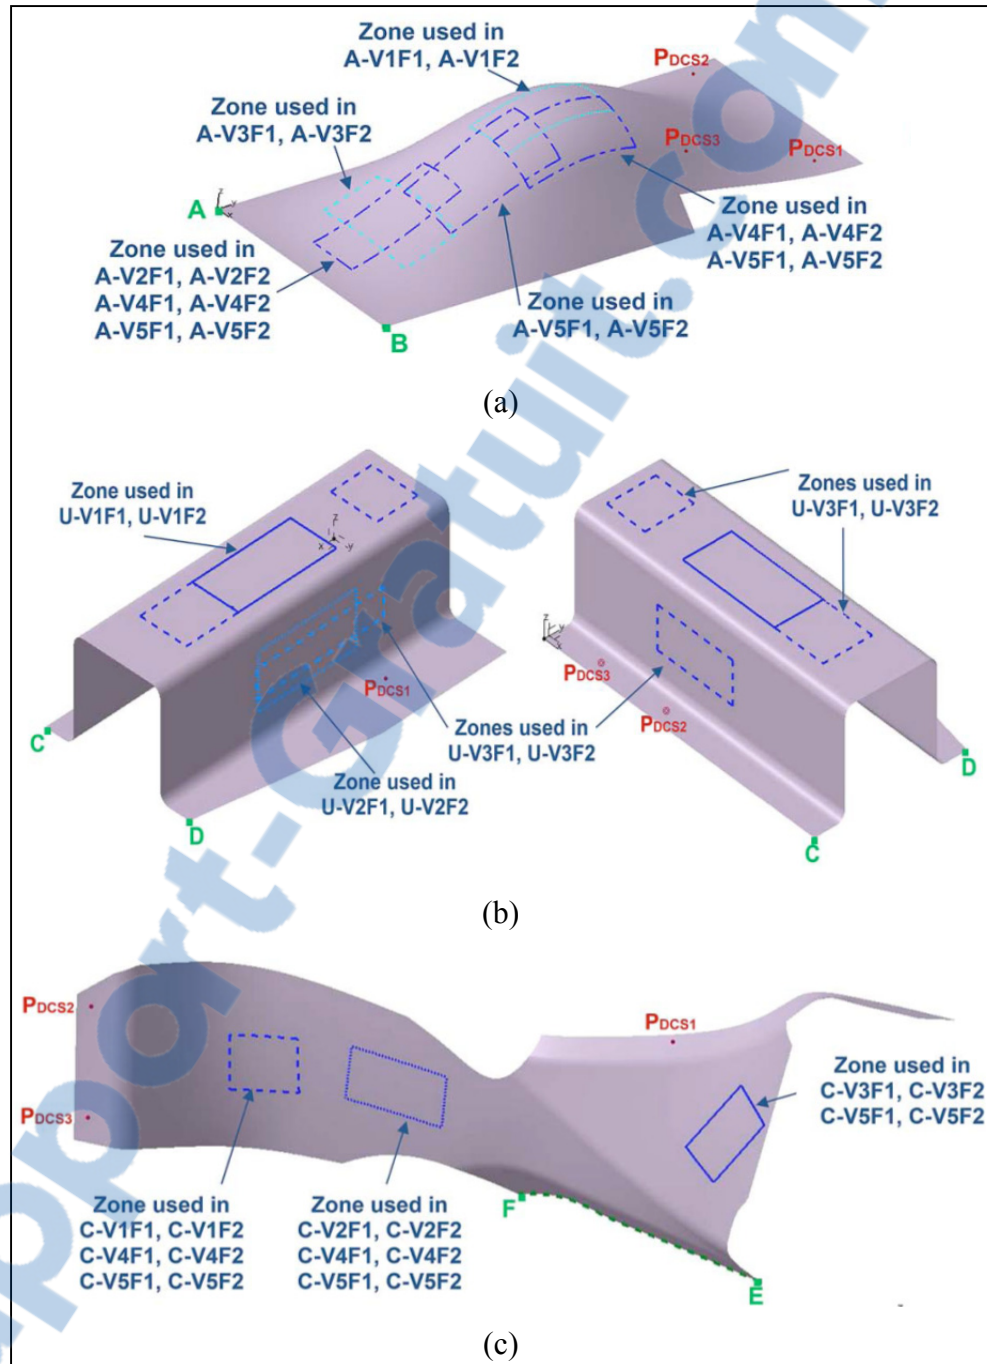 Zone used in
A-V1F1, A-V1F2
PDCS2
Zone used in
A-V3F1, A-V3F2
PDCS3
PDCS1
z
y
x
A
Zone used in
A-V4F1, A-V4F2
A-V5F1, A-V5F2
Zone used in
A-V2F1, A-V2F2
A-V4F1, A-V4F2
A-V5F1, A-V5F2
Zone used in
A-V5F1, A-V5F2
B
(a)
Zone used in
U-V1F1, U-V1F2
z
x
-y
PDCS1
C
D
Zone used in
U-V2F1, U-V2F2
Zones used in
U-V3F1, U-V3F2
Zones used in
U-V3F1, U-V3F2
z
y
x
PDCS3
PDCS2
D
C
(b)
PDCS2
PDCS1
PDCS3
Zone used in
C-V3F1, C-V3F2
C-V5F1, C-V5F2
F
E
Zone used in
C-V1F1, C-V1F2
C-V4F1, C-V4F2
C-V5F1, C-V5F2
Zone used in
C-V2F1, C-V2F2
C-V4F1, C-V4F2
C-V5F1, C-V5F2
(c)
pport-gratuit.com